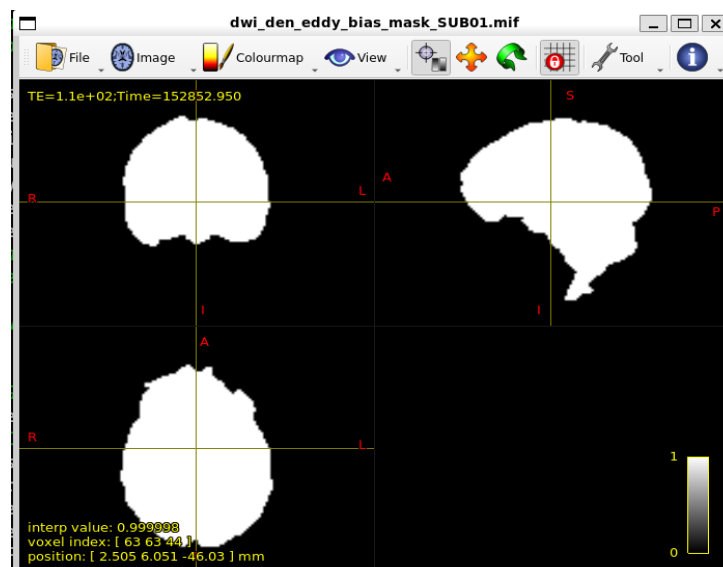 dwi_den_eddy_bias_mask_SUB01.mif
File Image Colourmap View Tool
TE=1.1e+02;Time=152852.950
S
A
R L
P
I I
A
R L
1
interp value: 0.999998
voxel index: [ 63 63 44 ]
0
position: [ 2.505 6.051 -46.03 ] mm